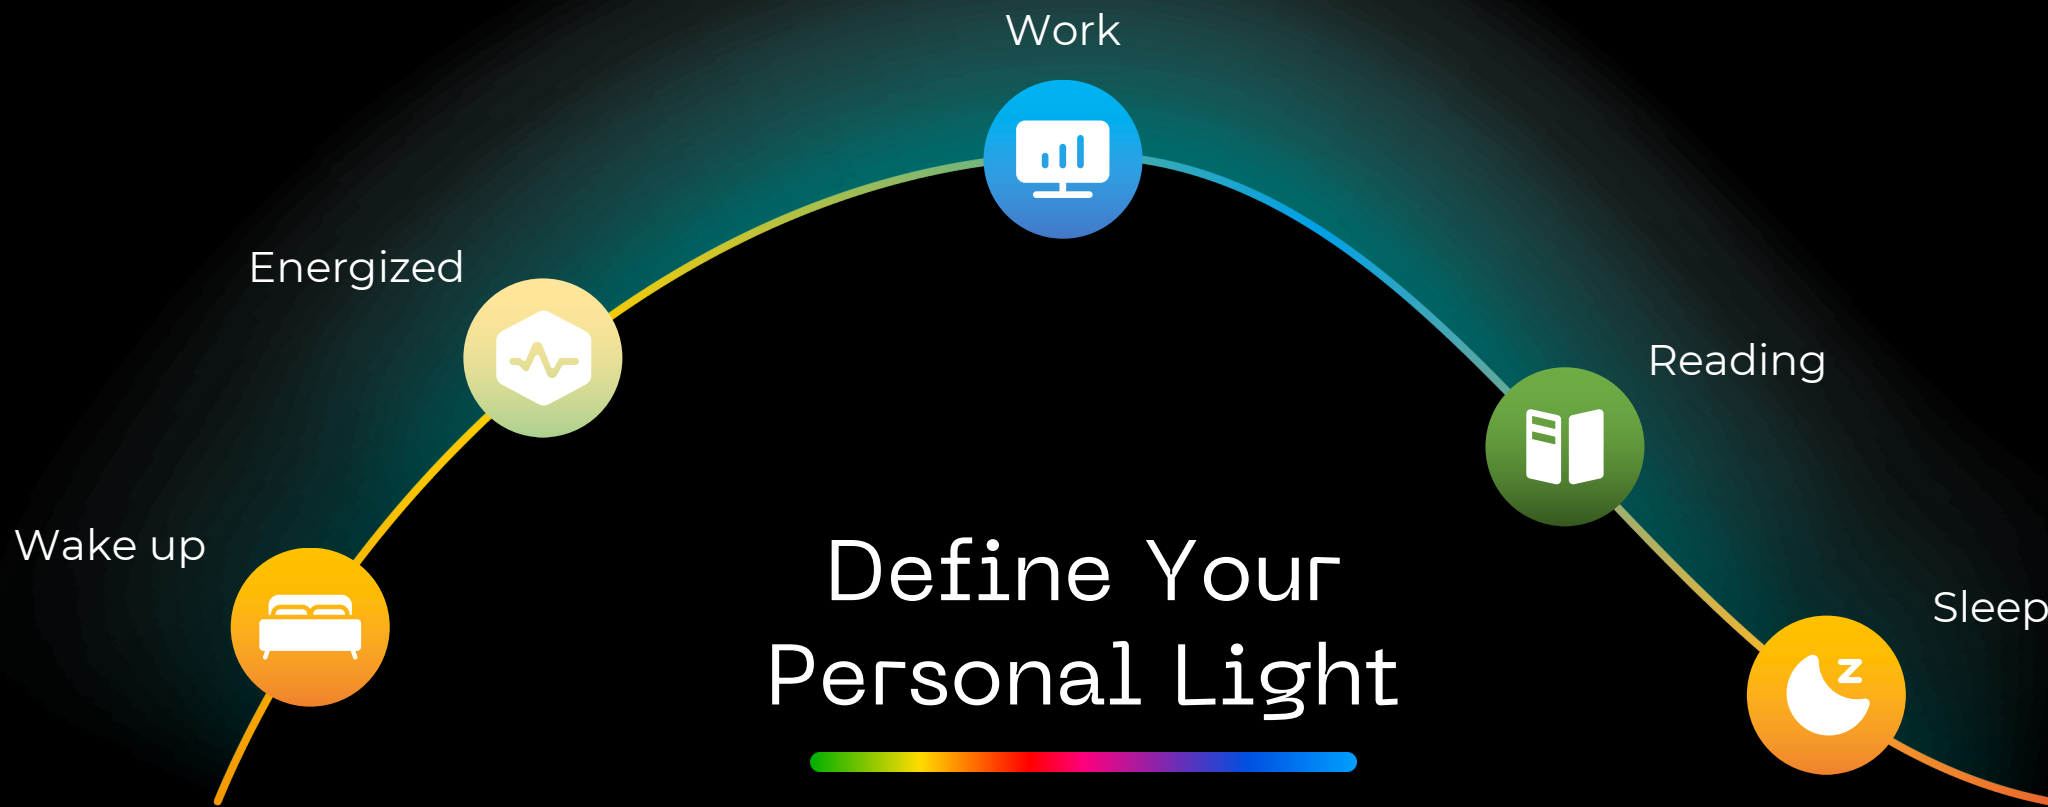 Work
Energized
Reading
Wake up
Define Your
Sleep
Personal Light